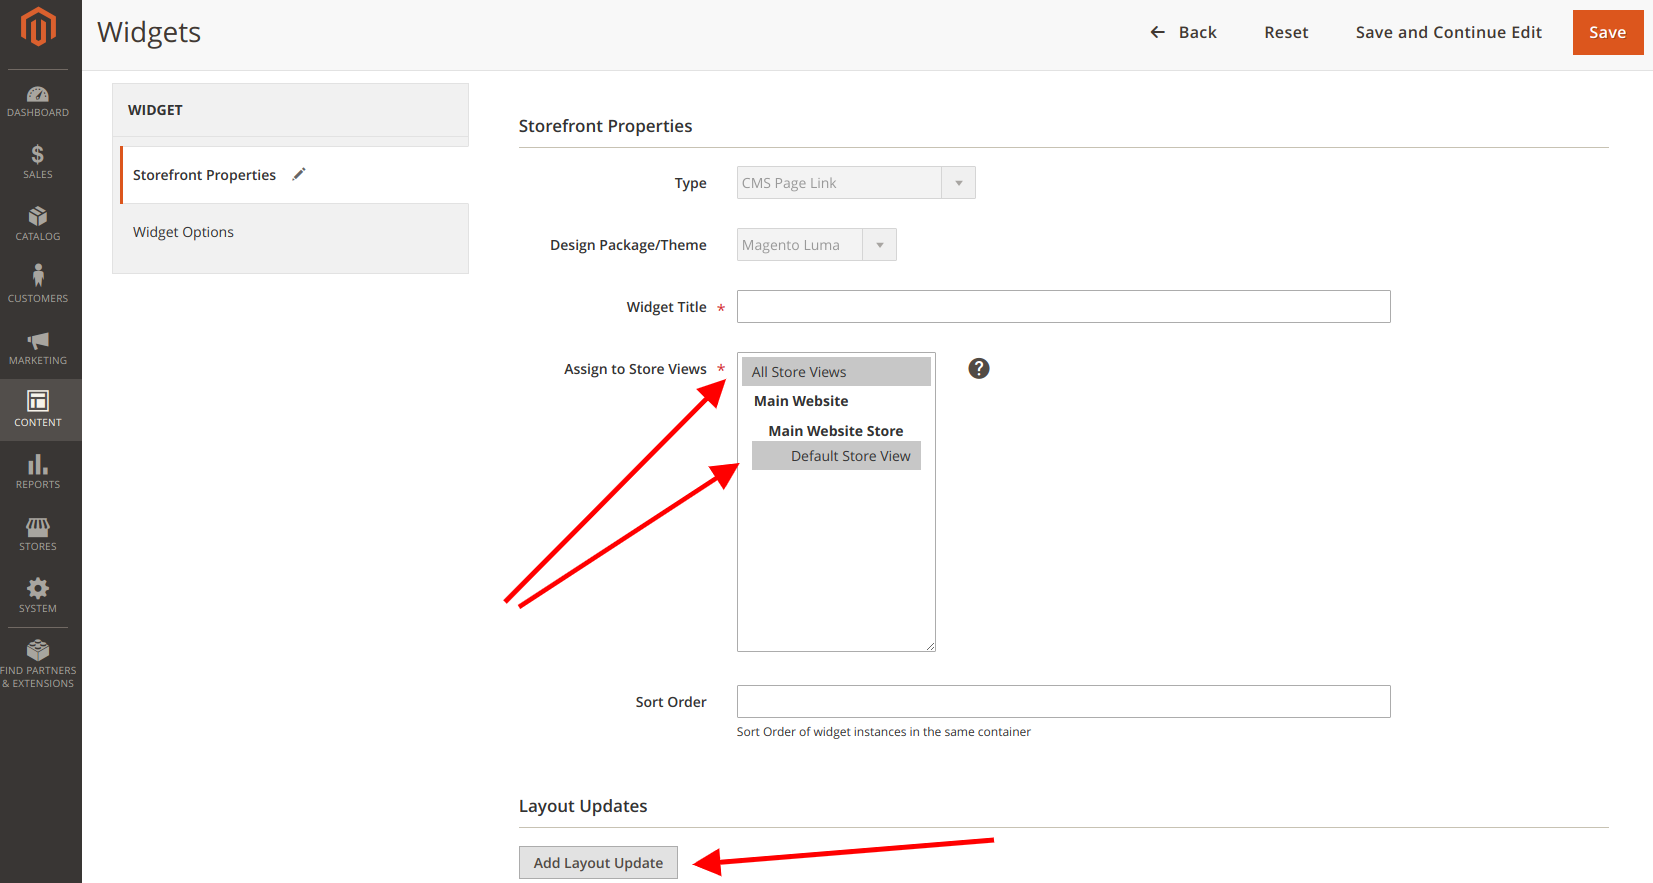 Widgets
Back
Reset
Save and Continue Edit
Save
DASHBOARD
SALES
CATALOG
CUSTOMERS
MARKETING
CONTENT
REPORTS
STORES
SYSTEM
FIND PARTNERS
& EXTENSIONS
WIDGET
Storefront Properties
Widget Options
Storefront Properties
Type
CMS Page Link
Design Package/Theme
Magento Luma
Widget Title *
Assign to Store Views *
All Store Views
Main Website
Main Website Store
Default Store View
?
Sort Order
Sort Order of widget instances in the same container
Layout Updates
Add Layout Update